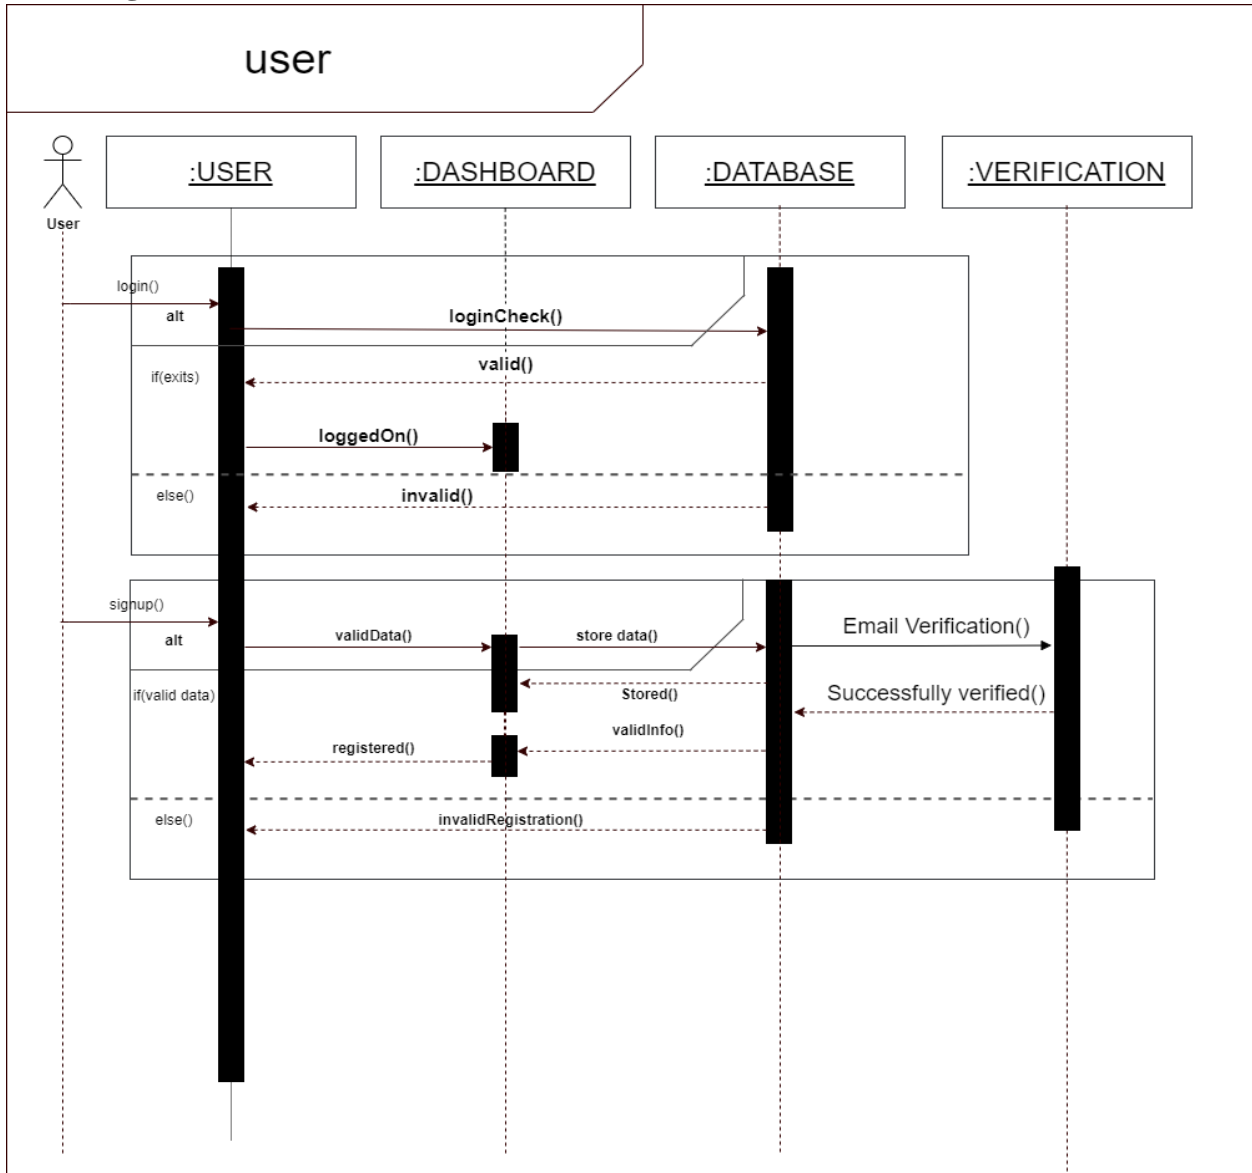 user
:USER
:DASHBOARD
:DATABASE
:VERIFICATION
User
login()
alt
loginCheck()
if(exits)
valid()
loggedOn()
else()
invalid()
signup()
alt
validData()
store data()
Email Verification()
if(valid data)
Stored()
Successfully verified()
registered()
validInfo()
else()
invalidRegistration()